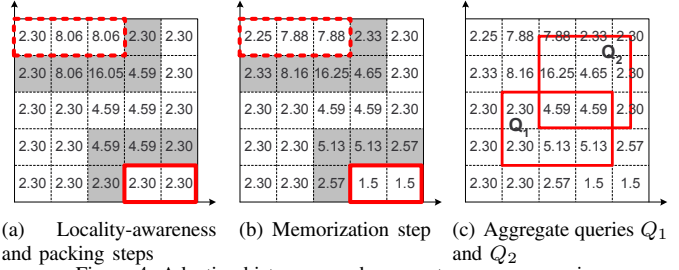 2.30 8.06 8.06 2.30 2.30
2.30 8.06 16.05 4.59 2.30
2.30 2.30 4.59 4.59 2.30
2.30 2.30 4.59 4.59 2.30
2.30 2.30 2.30 2.30 2.30
2.25 7.88 7.88 2.33 2.30
2.33 8.16 16.25 4.65 2.30
2.30 2.30 4.59 4.59 2.30
2.30 2.30 5.13 5.13 2.57
2.30 2.30 2.57 1.5 1.5
2.25 7.88 7.88 2.33 2.30
Q2
2.33 8.16 16.25 4.65 2.30
2.30 2.30 4.59 4.59 2.30
Q1
2.30 2.30 5.13 5.13 2.57
2.30 2.30 2.57 1.5 1.5
(a) Locality-awareness
and packing steps
(b) Memorization step
(c) Aggregate queries Q1
and Q2